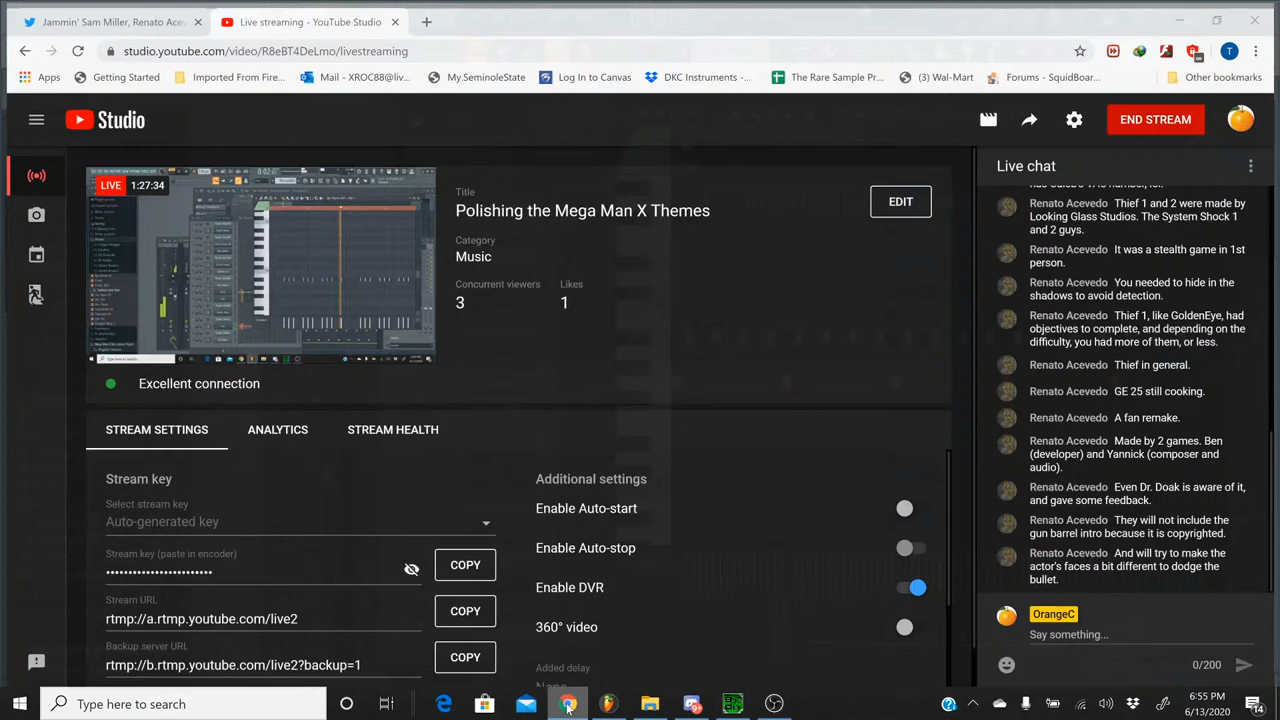 Jammin' Sam Miller, Renato Acev
Live streaming - YouTube Studio
studio.youtube.com/video/R8eBT4DeLmo/livestreaming
T
Apps
Getting Started
Imported From Fire...
Mail - XROC88@liv...
My.SeminoleState
Log In to Canvas
DKC Instruments -...
The Rare Sample Pr...
(3) Wal-Mart
Forums - SquidBoar...
Other bookmarks
Studio
END STREAM
LIVE
1:27:34
Title
Polishing the Mega Man X Themes
EDIT
Category
Music
Concurrent viewers
Likes
3
1
Excellent connection
STREAM SETTINGS
ANALYTICS
STREAM HEALTH
Stream key
Select stream key
Auto-generated key
Stream key (paste in encoder)
••••••••••••••••••••••••
COPY
Stream URL
rtmp://a.rtmp.youtube.com/live2
COPY
Backup server URL
rtmp://b.rtmp.youtube.com/live2?backup=1
COPY
Additional settings
Enable Auto-start
Enable Auto-stop
Enable DVR
360° video
Added delay
Live chat
Renato Acevedo Thief 1 and 2 were made by
Looking Glass Studios. The System Shock 1
and 2 guys.
Renato Acevedo It was a stealth game in 1st
person.
Renato Acevedo You needed to hide in the
shadows to avoid detection.
Renato Acevedo Thief 1, like GoldenEye, had
objectives to complete, and depending on the
difficulty, you had more of them, or less.
Renato Acevedo Thief in general.
Renato Acevedo GE 25 still cooking.
Renato Acevedo A fan remake.
Renato Acevedo Made by 2 games. Ben
(developer) and Yannick (composer and
audio).
Renato Acevedo Even Dr. Doak is aware of it,
and gave some feedback.
Renato Acevedo They will not include the
gun barrel intro because it is copyrighted.
Renato Acevedo And will try to make the
actor's faces a bit different to dodge the
bullet.
OrangeC
Say something...
0/200
Type here to search
6:55 PM
6/13/2020
14